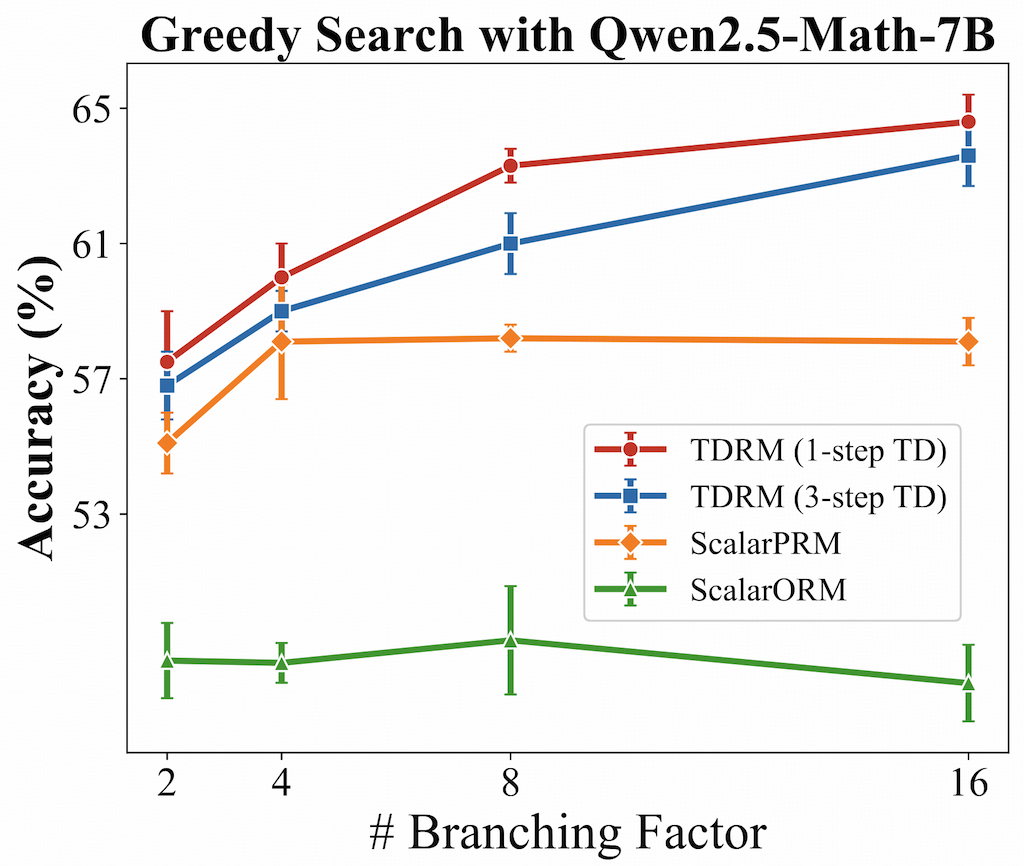 Greedy Search with Qwen2.5-Math-7B
Accuracy (%)
65
61
57
53
TDRM (1-step TD)
TDRM (3-step TD)
ScalarPRM
ScalarORM
2 4 8 16
# Branching Factor